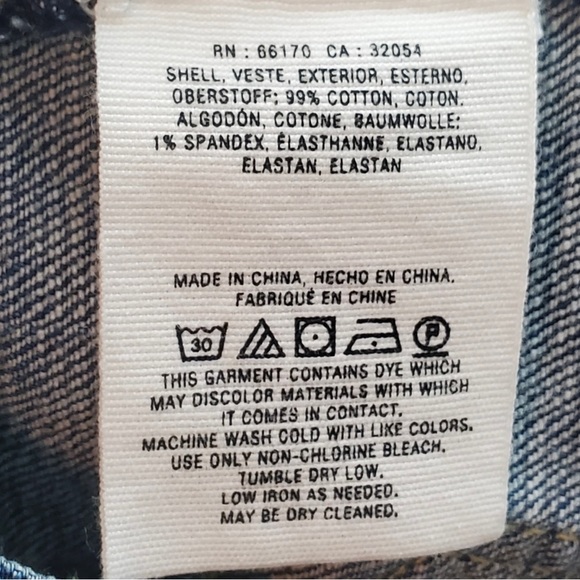 RN : 66170 CA : 32054
SHELL, VESTE, EXTERIOR, ESTERNO,
OBERSTOFF: 99% COTTON, COTON.
ALGODÓN, COTONE, BAUMWOLLE;
1% SPANDEX, ÉLASTHANNE, ELASTANO,
ELASTAN, ELASTAN
MADE IN CHINA, HECHO EN CHINA.
FABRIQUÉ EN CHINE
30 P
THIS GARMENT CONTAINS DYE WHICH
MAY DISCOLOR MATERIALS WITH WHICH
IT COMES IN CONTACT.
MACHINE WASH COLD WITH LIKE COLORS.
USE ONLY NON-CHLORINE BLEACH.
TUMBLE DRY LOW.
LOW IRON AS NEEDED.
MAY BE DRY CLEANED.